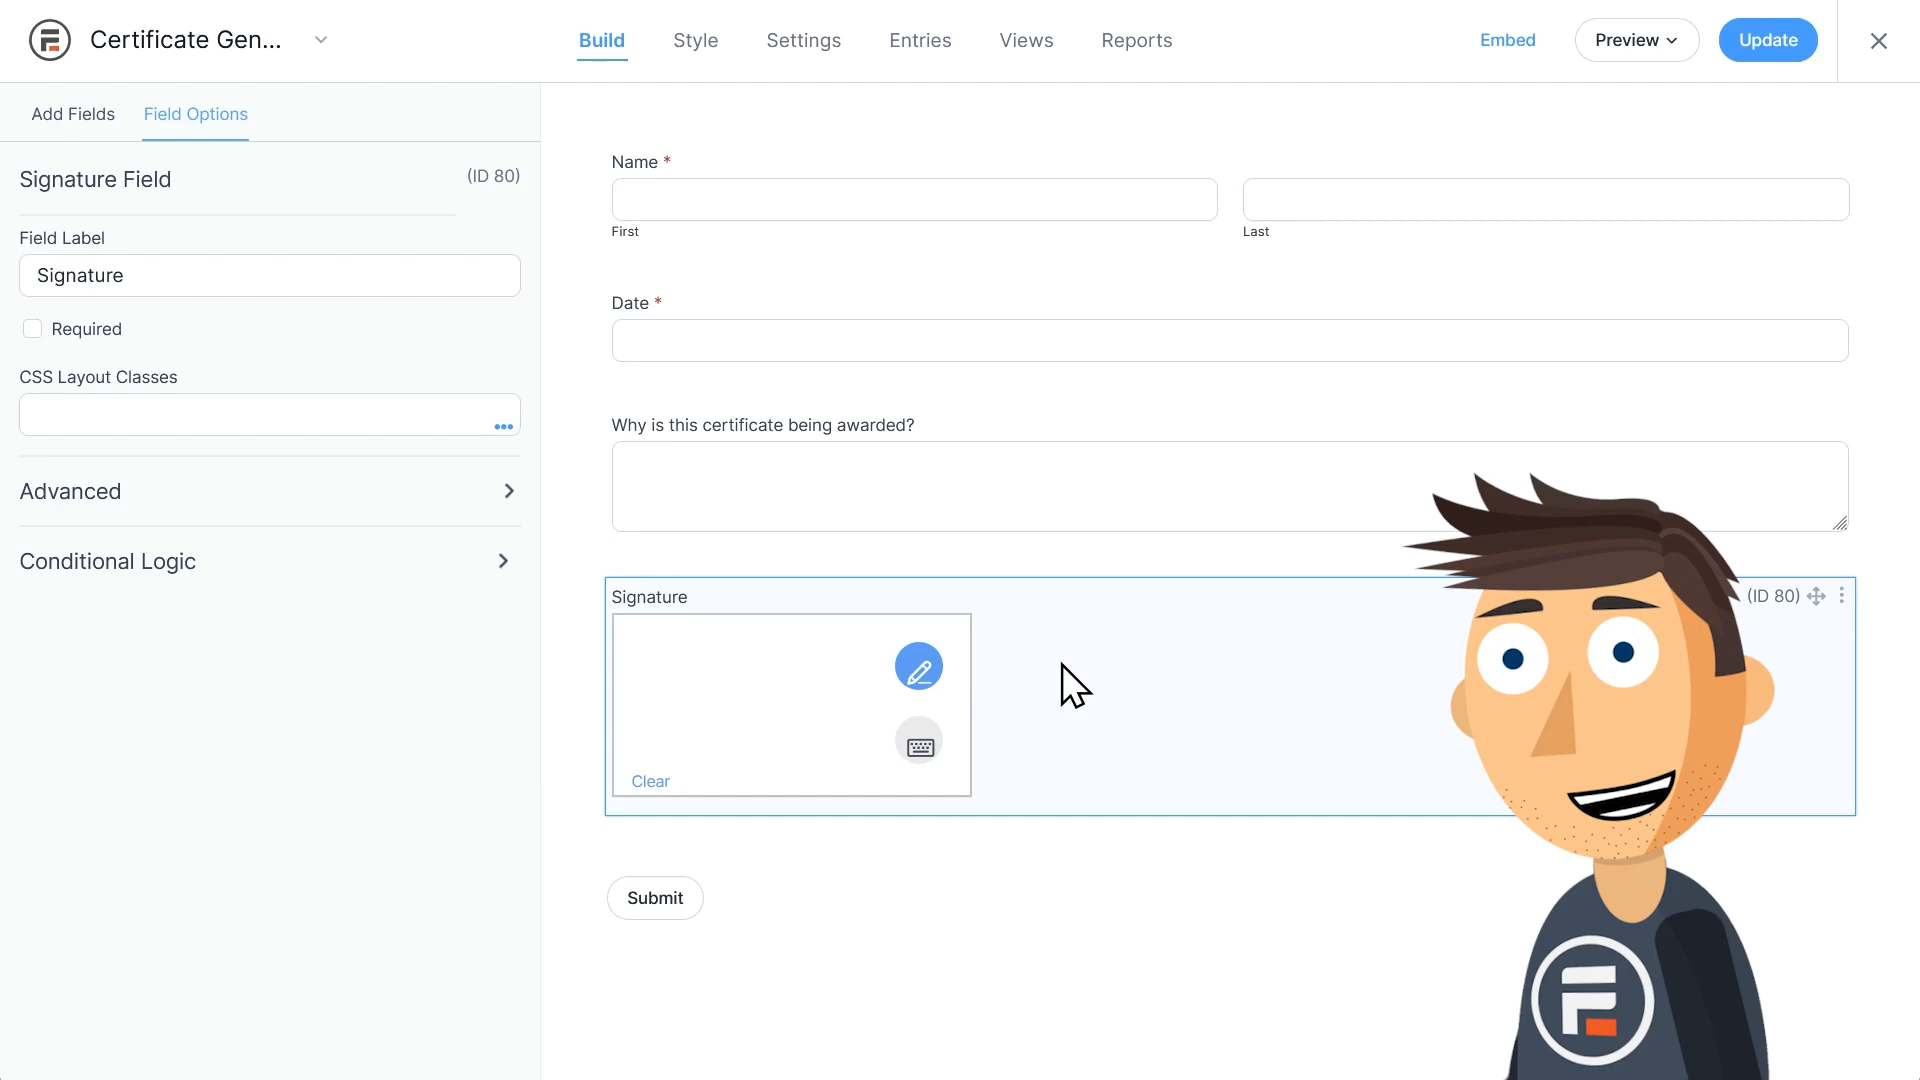 Certificate Gen...
Build
Style
Settings
Entries
Views
Reports
Embed
Preview
Update
Add Fields
Field Options
Signature Field
(ID 80)
Field Label
Signature
Required
CSS Layout Classes
Advanced
Conditional Logic
Name *
First
Last
Date *
Why is this certificate being awarded?
Signature
(ID 80)
Clear
Submit